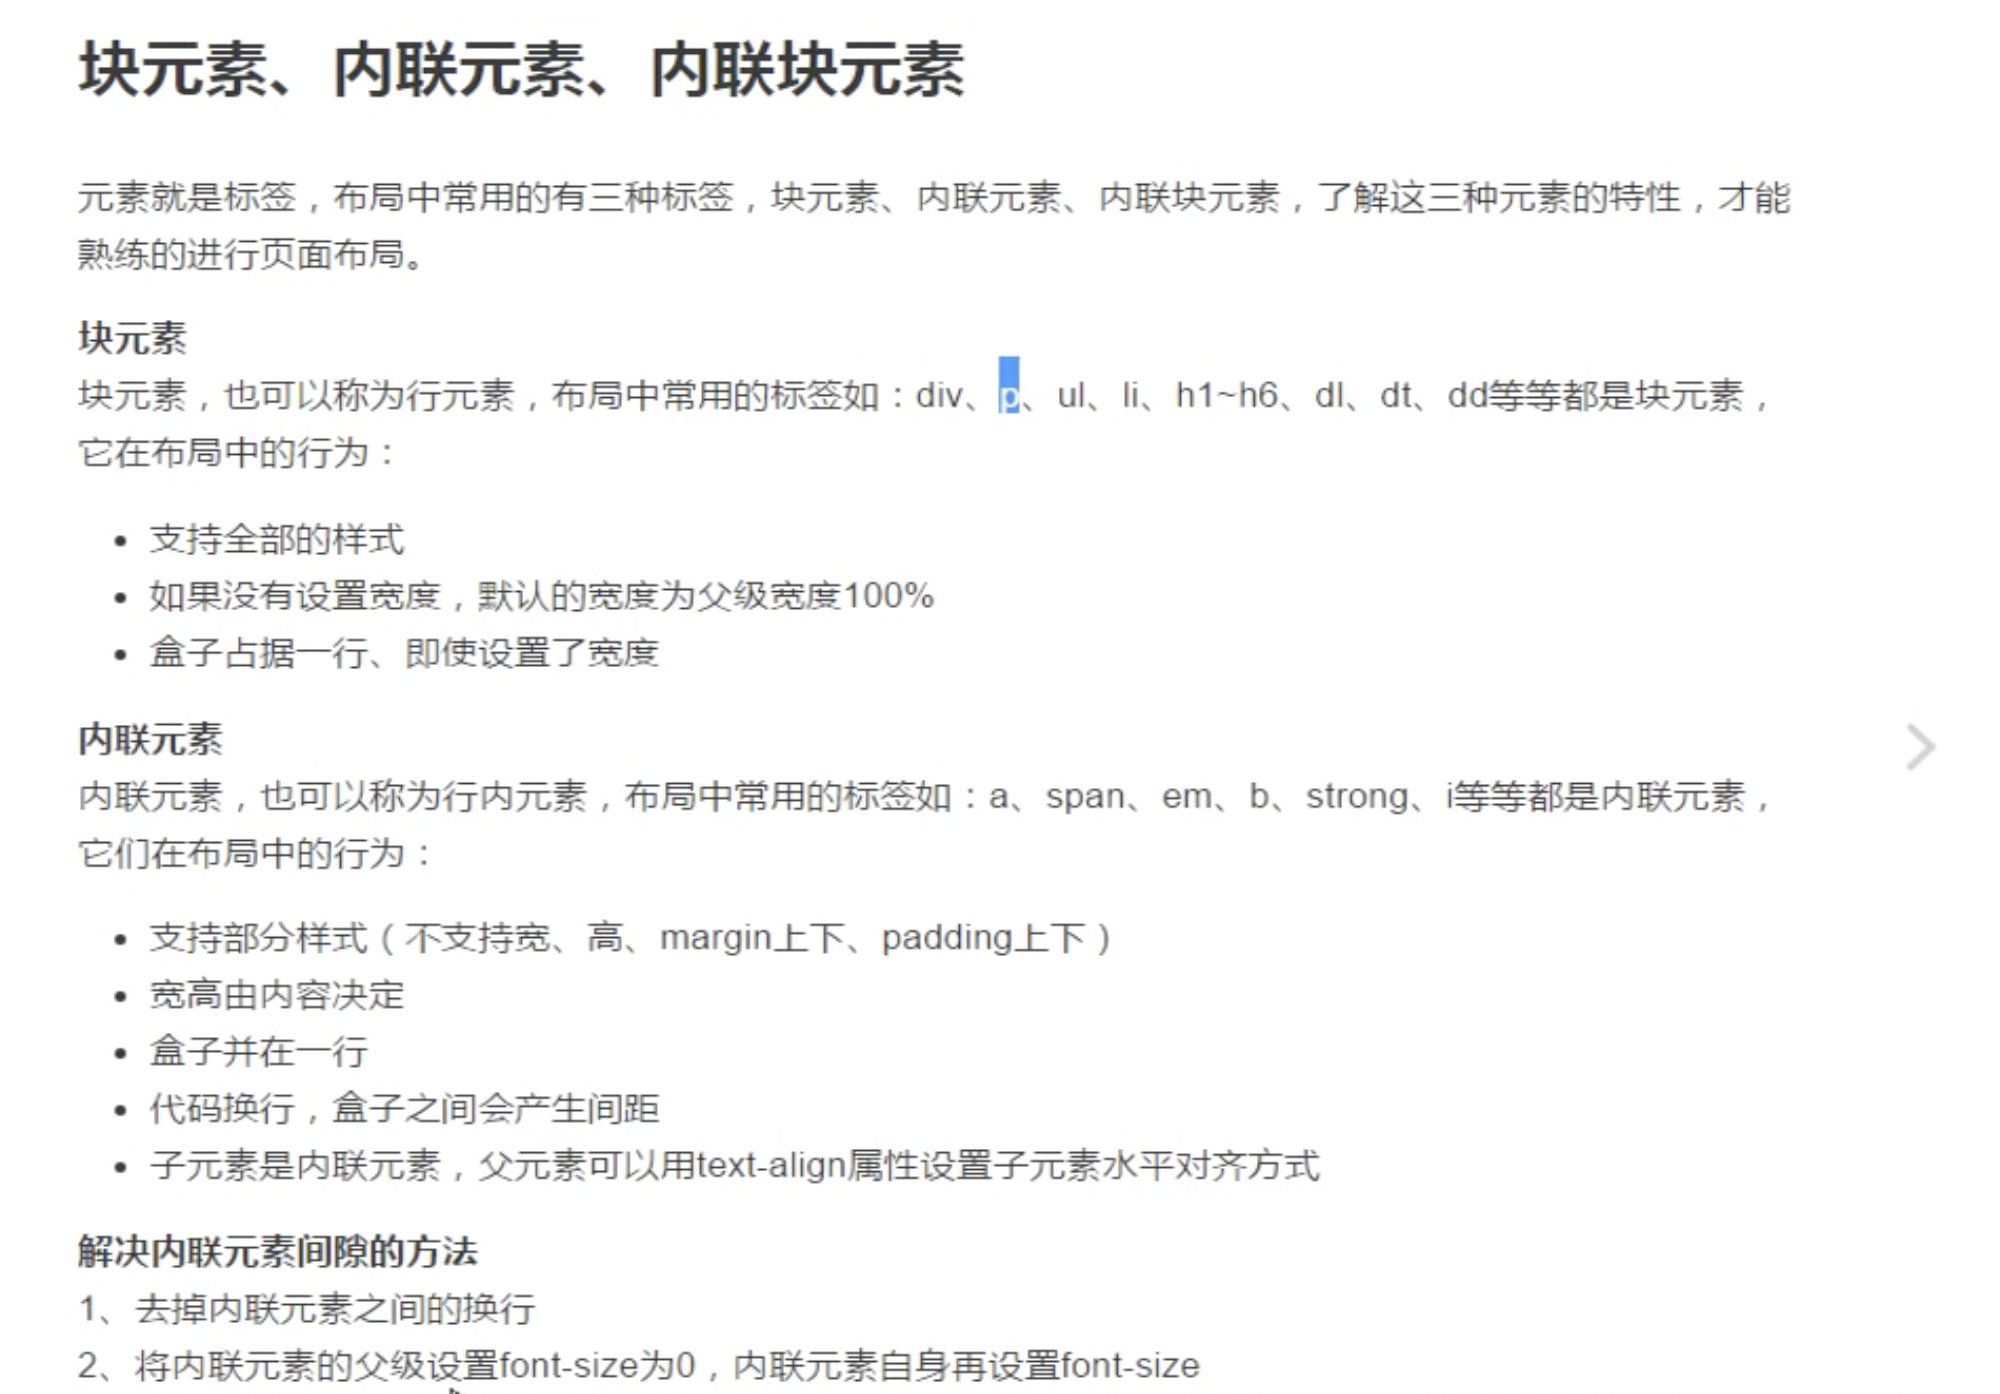 块元素、内联元素、内联块元素
元素就是标签，布局中常用的有三种标签，块元素、内联元素、内联块元素，了解这三种元素的特性，才能
熟练的进行页面布局。
块元素
块元素，也可以称为行元素，布局中常用的标签如：div、p、ul、li、h1~h6、dl、dt、dd等等都是块元素，
它在布局中的行为：
• 支持全部的样式
• 如果没有设置宽度，默认的宽度为父级宽度100%
• 盒子占据一行、即使设置了宽度
内联元素
内联元素，也可以称为行内元素，布局中常用的标签如：a、span、em、b、strong、i等等都是内联元素，
它们在布局中的行为：
• 支持部分样式（不支持宽、高、margin上下、padding上下）
• 宽高由内容决定
• 盒子并在一行
• 代码换行，盒子之间会产生间距
• 子元素是内联元素，父元素可以用text-align属性设置子元素水平对齐方式
解决内联元素间隙的方法
1、去掉内联元素之间的换行
2、将内联元素的父级设置font-size为0，内联元素自身再设置font-size